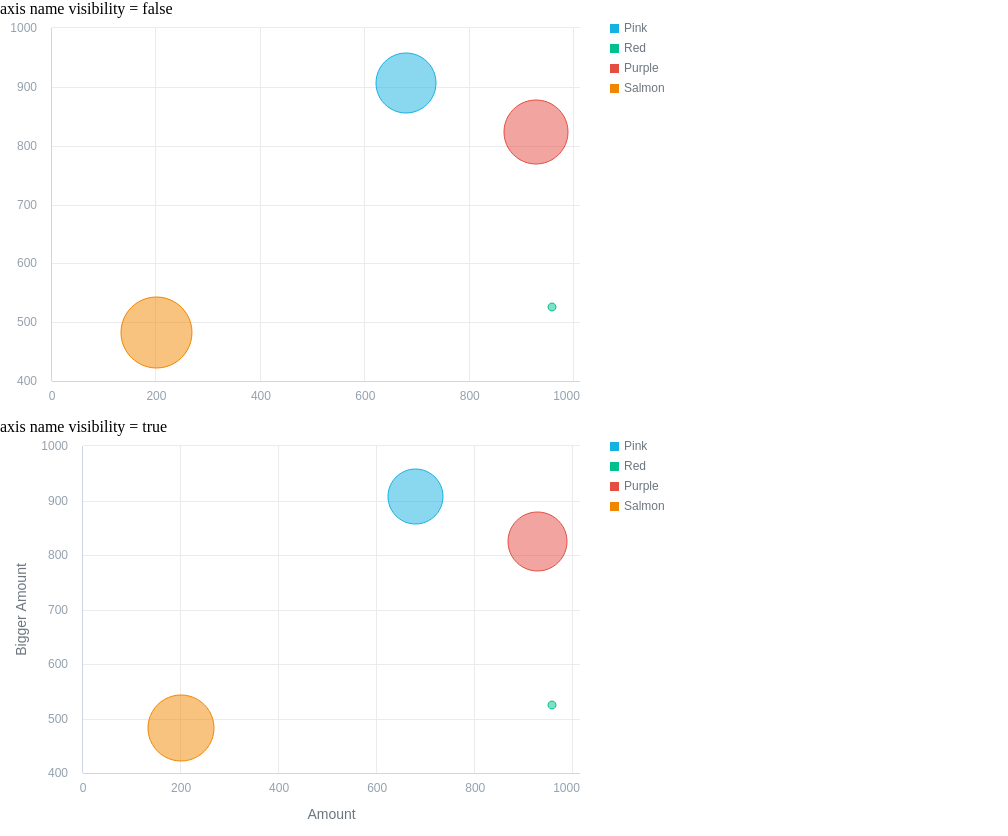 axis name visibility = false
1000
900
800
700
600
500
400
0 200 400 600 800 1000
Pink
Red
Purple
Salmon
axis name visibility = true
Bigger Amount
1000
900
800
700
600
500
400
0 200 400 600 800 1000
Amount
Pink
Red
Purple
Salmon